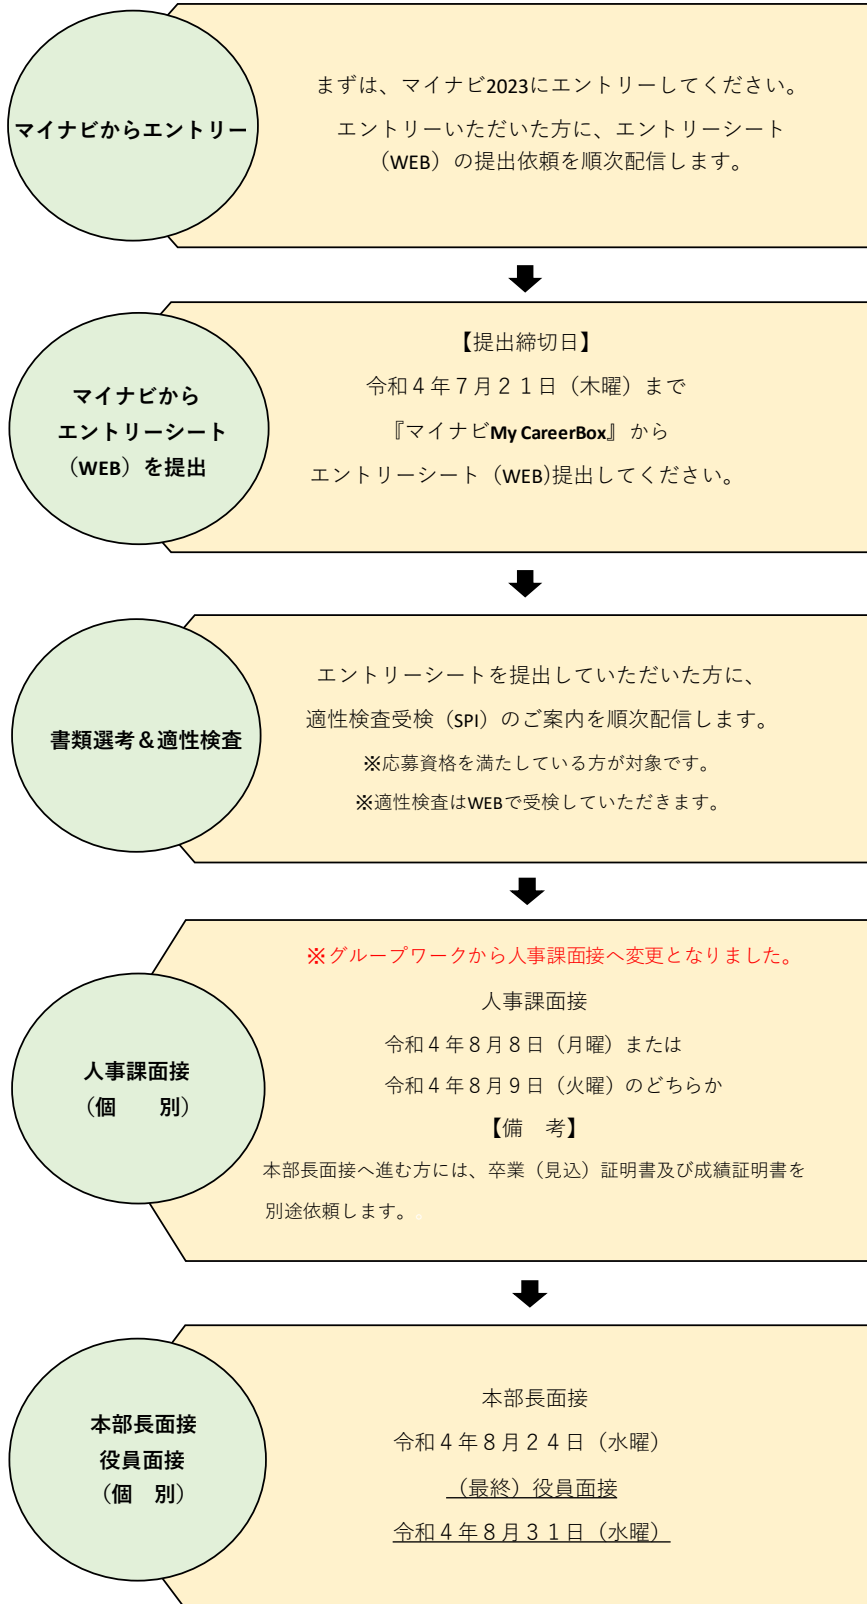 マイナビからエントリー
まずは、マイナビ2023にエントリーしてください。
エントリーいただいた方に、エントリーシート
（WEB）の提出依頼を順次配信します。
マイナビから
エントリーシート
（WEB）を提出
【提出締切日】
令和４年７月２１日（木曜）まで
『マイナビMy CareerBox』から
エントリーシート（WEB)提出してください。
書類選考＆適性検査
エントリーシートを提出していただいた方に、
適性検査受検（SPI）のご案内を順次配信します。
※応募資格を満たしている方が対象です。
※適性検査はWEBで受検していただきます。
人事課面接
（個　　別）
※グループワークから人事課面接へ変更となりました。
人事課面接
令和４年８月８日（月曜）または
令和４年８月９日（火曜）のどちらか
【備　考】
本部長面接へ進む方には、卒業（見込）証明書及び成績証明書を
別途依頼します。
本部長面接
役員面接
（個　別）
本部長面接
令和４年８月２４日（水曜）
（最終）役員面接
令和４年８月３１日（水曜）